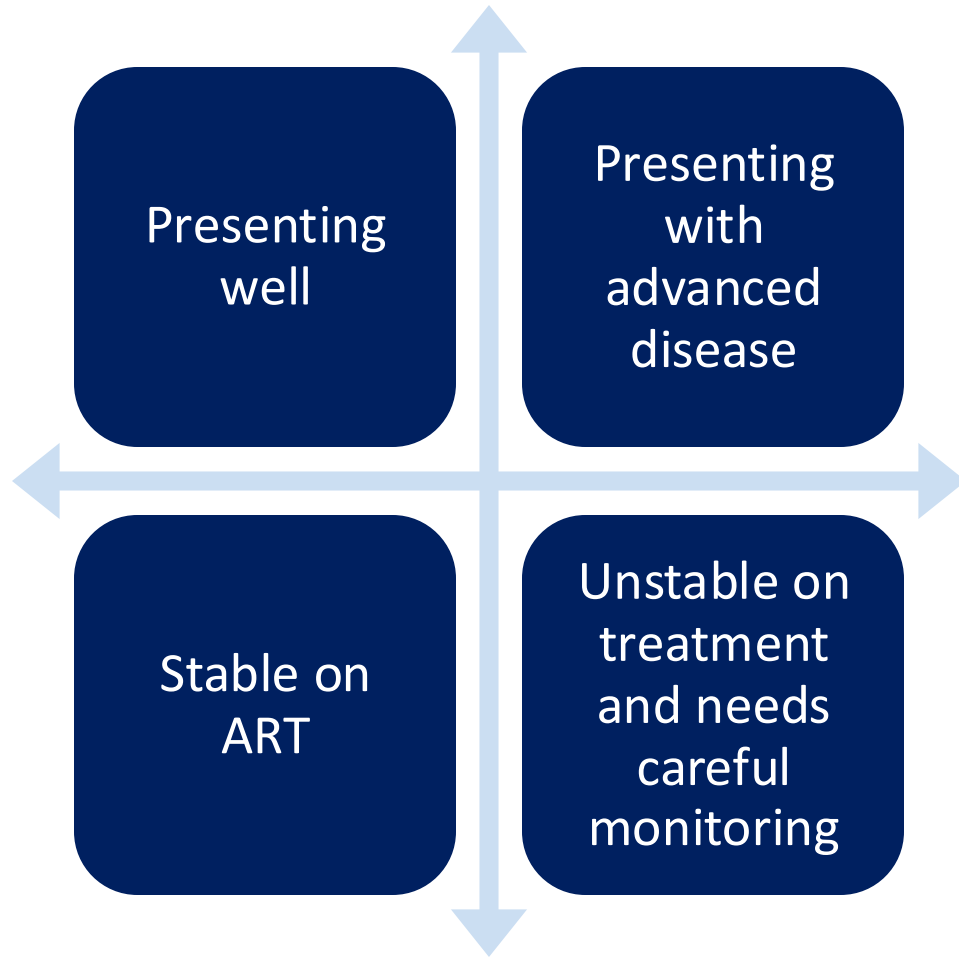 Presenting
well
Presenting
with
advanced
disease
Stable on
ART
Unstable on
treatment
and needs
careful
monitoring